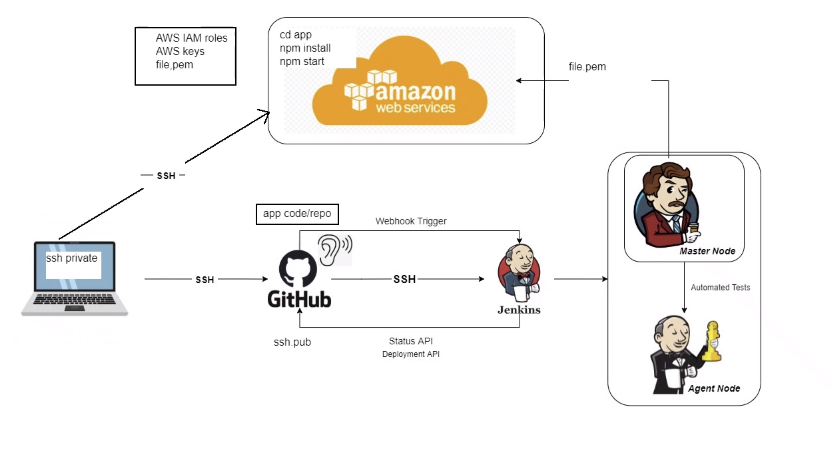 AWS IAM roles
AWS keys
file,pem
cd app
npm install
npm start
amazon
web services
file.pem
SSH
app code/repo
Webhook Trigger
ssh private
SSH
GitHub
SSH
Jenkins
Master Node
Automated Tests
ssh.pub
Status API
Deployment API
Agent Node